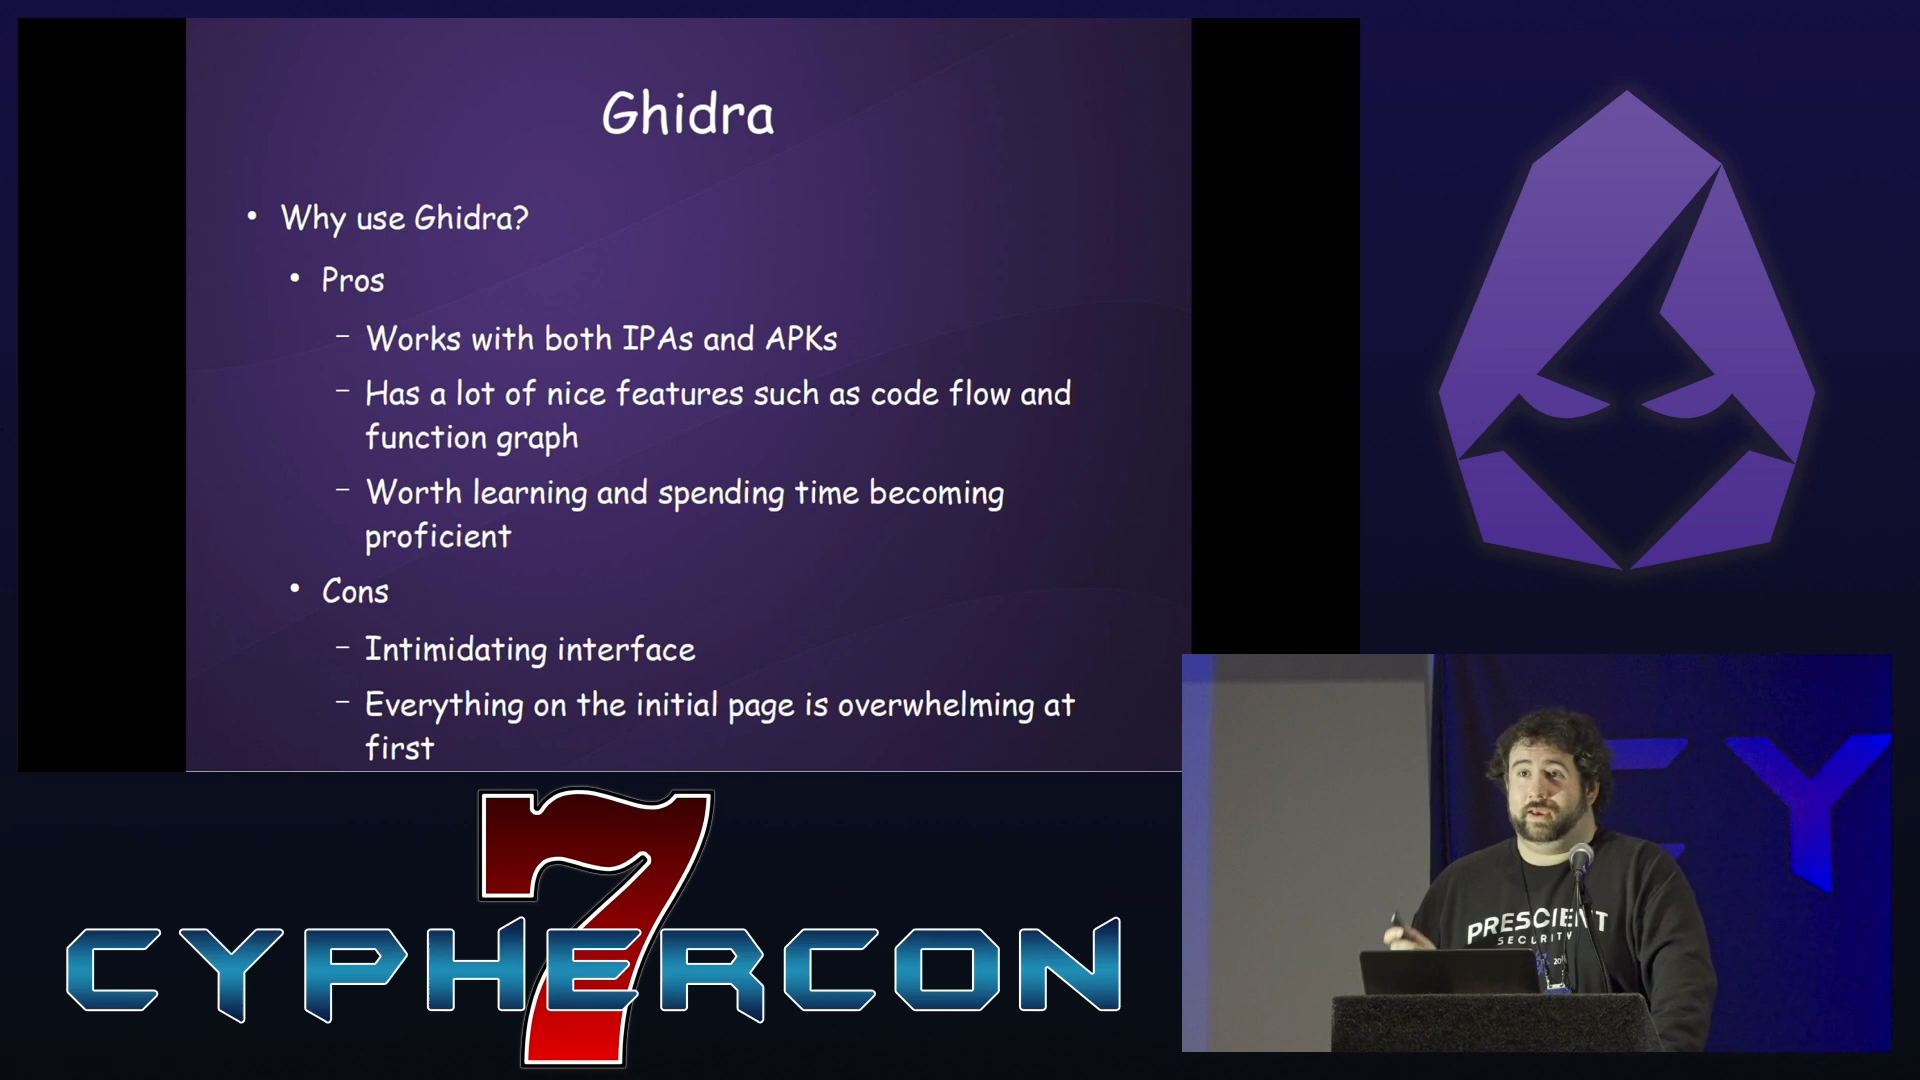 Ghidra
• Why use Ghidra?
• Pros
– Works with both IPAs and APKs
– Has a lot of nice features such as code flow and
function graph
– Worth learning and spending time becoming
proficient
• Cons
– Intimidating interface
– Everything on the initial page is overwhelming at
first
7
CYPHERCON
CY
PRESCIENT
SECURITY